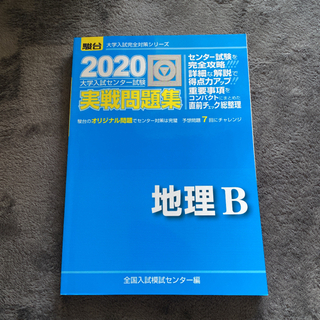 駿台
大学入試完全対策シリーズ
2020
大学入試センター試験
実戦問題集
センター試験を
完全攻略!!!!
詳細な解説で
得点力アップ!!
重要事項を
コンパクトにまとめた
直前チェック総整理
駿台のオリジナル問題でセンター対策は完璧 予想問題7回にチャレンジ
地理B
全国入試模試センター編